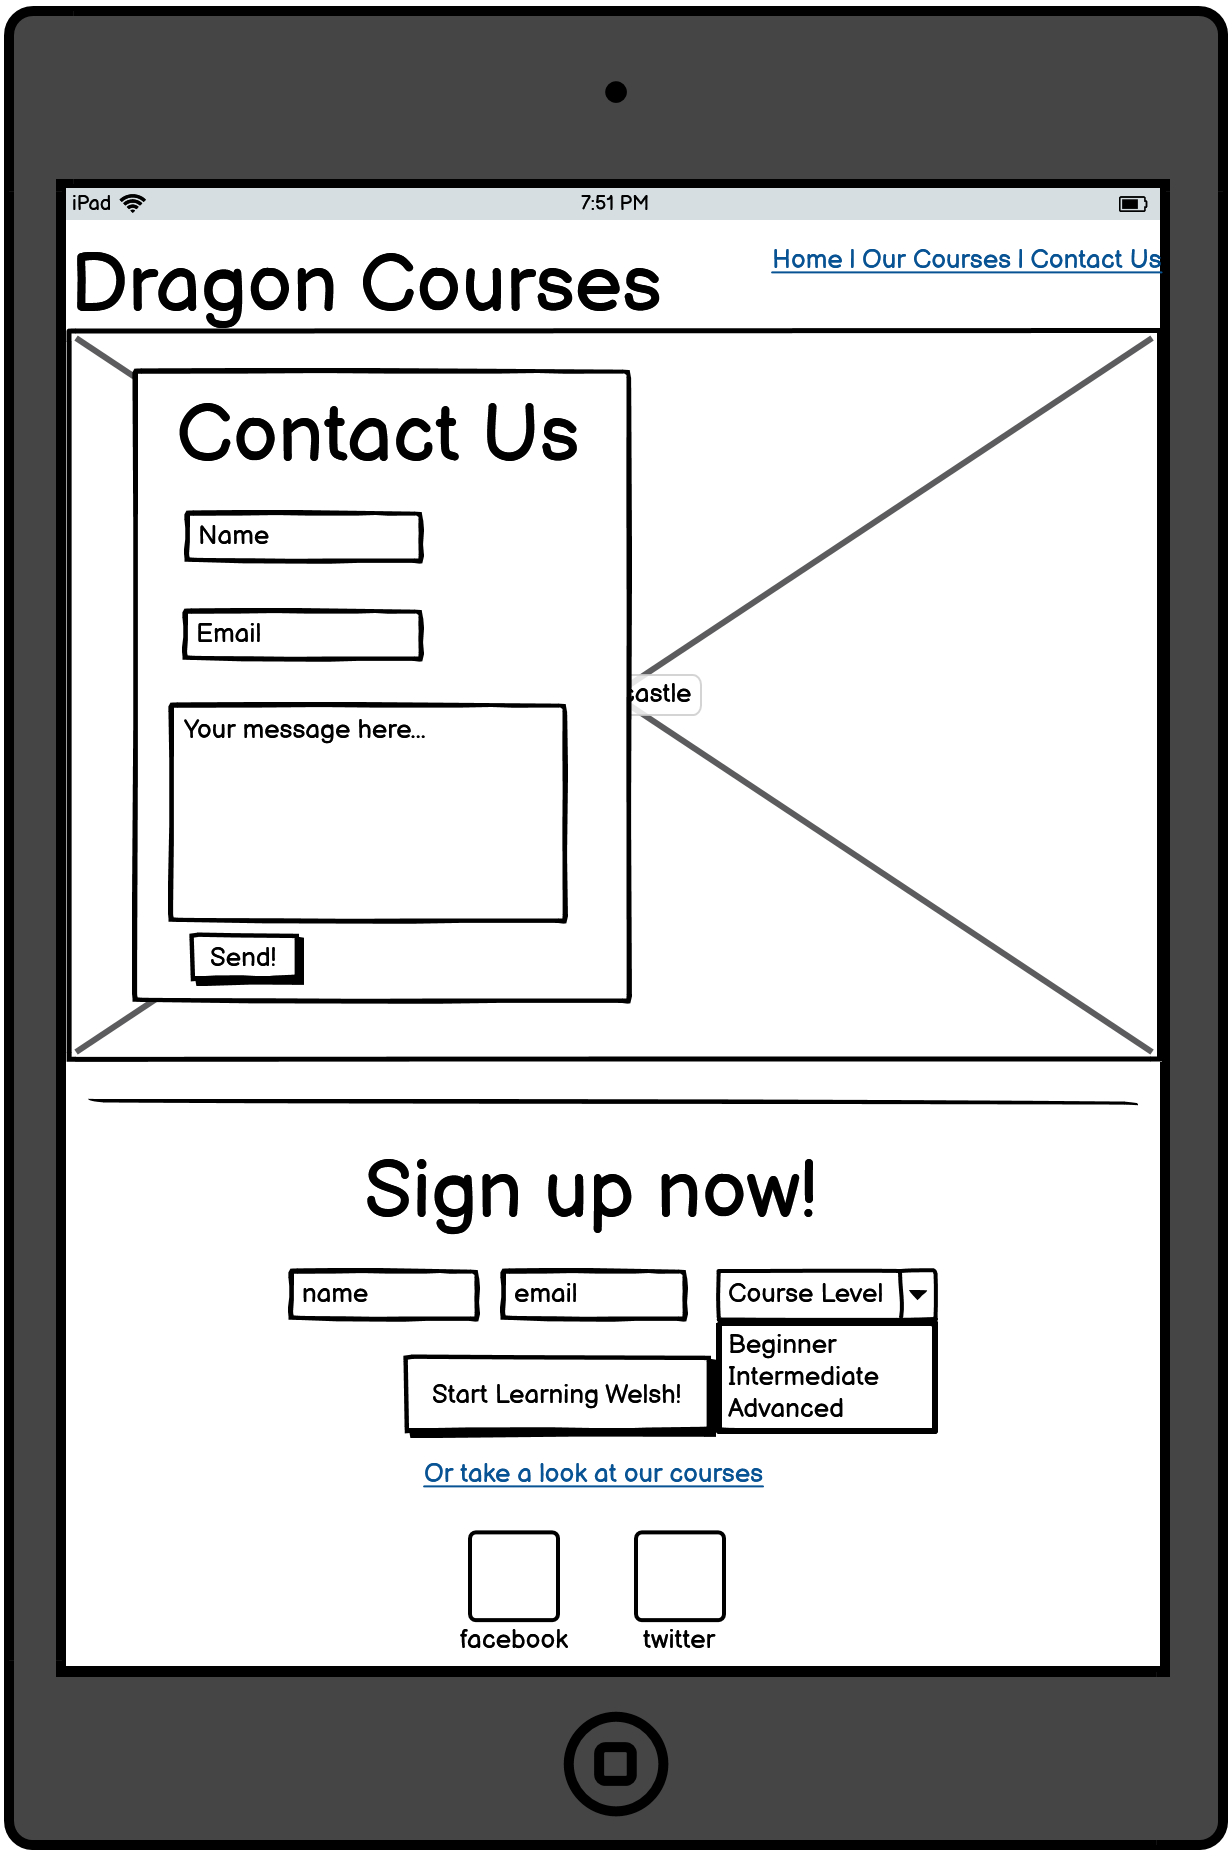 iPad
7:51 PM
Dragon Courses
Home | Our Courses | Contact Us
Contact Us
Name
Email
castle
Your message here...
Send!
Sign up now!
name
email
Course Level
Beginner
Intermediate
Advanced
Start Learning Welsh!
Or take a look at our courses
facebook
twitter